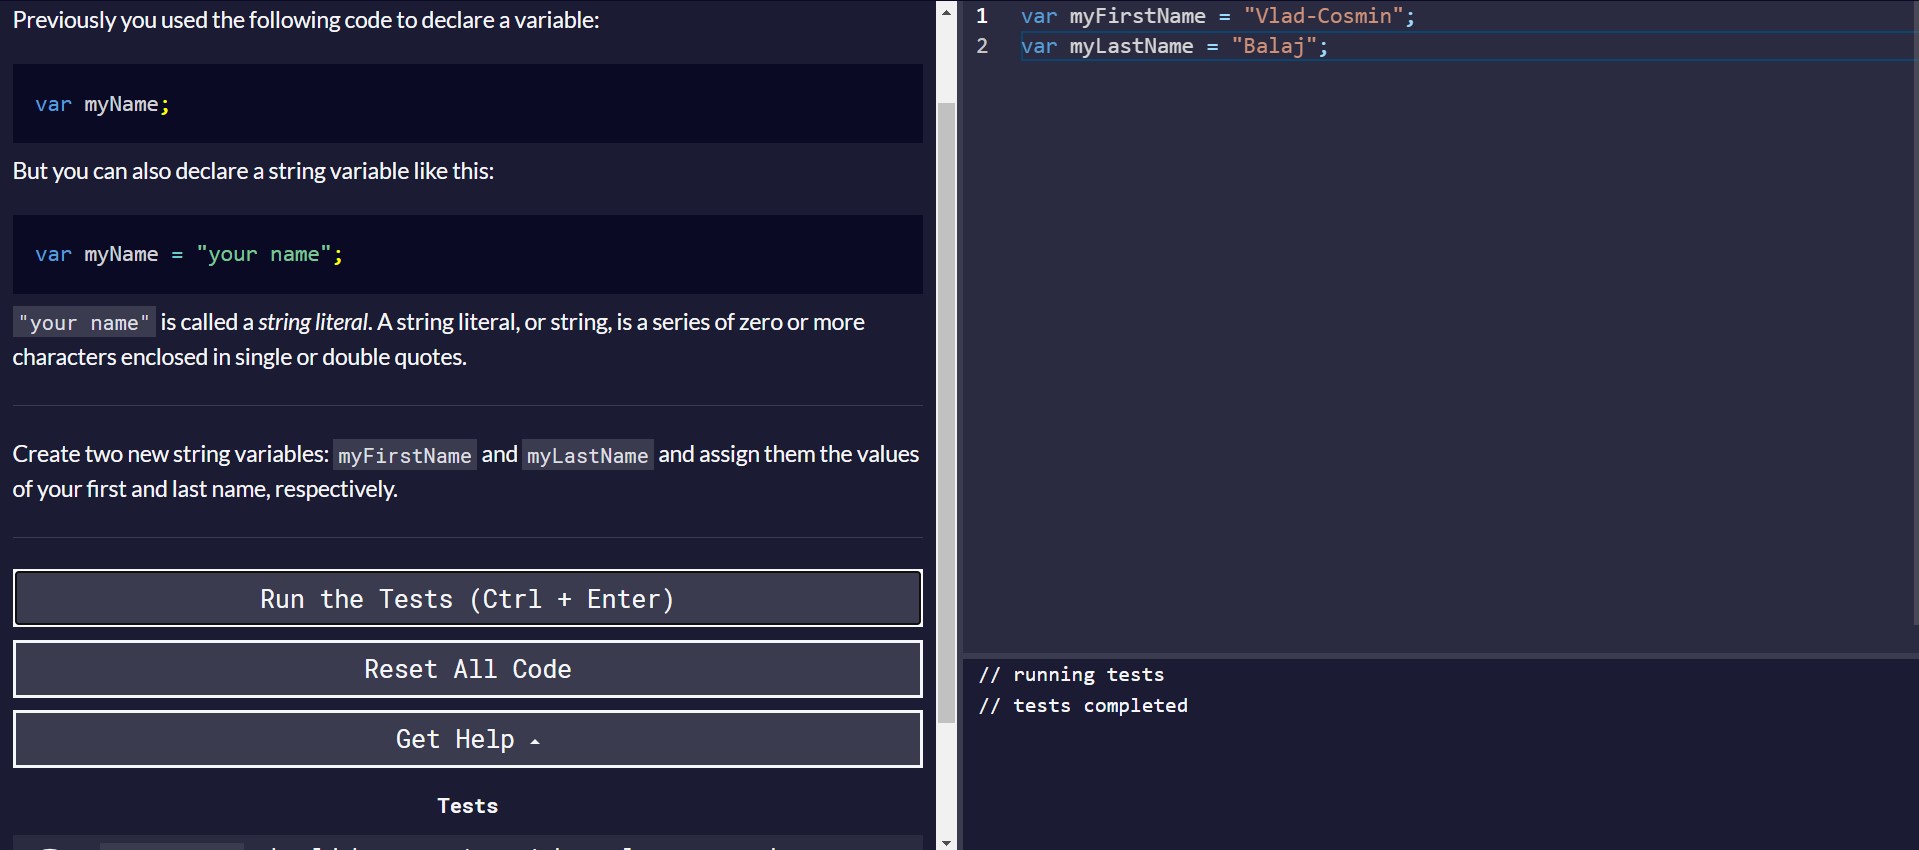 Previously you used the following code to declare a variable:
var myName;
But you can also declare a string variable like this:
var myName = "your name";
"your name" is called a string literal. A string literal, or string, is a series of zero or more
characters enclosed in single or double quotes.
Create two new string variables: myFirstName and myLastName and assign them the values
of your first and last name, respectively.
Run the Tests (Ctrl + Enter)
Reset All Code
Get Help
Tests
1 var myFirstName = "Vlad-Cosmin";
2 var myLastName = "Balaj";
// running tests
// tests completed